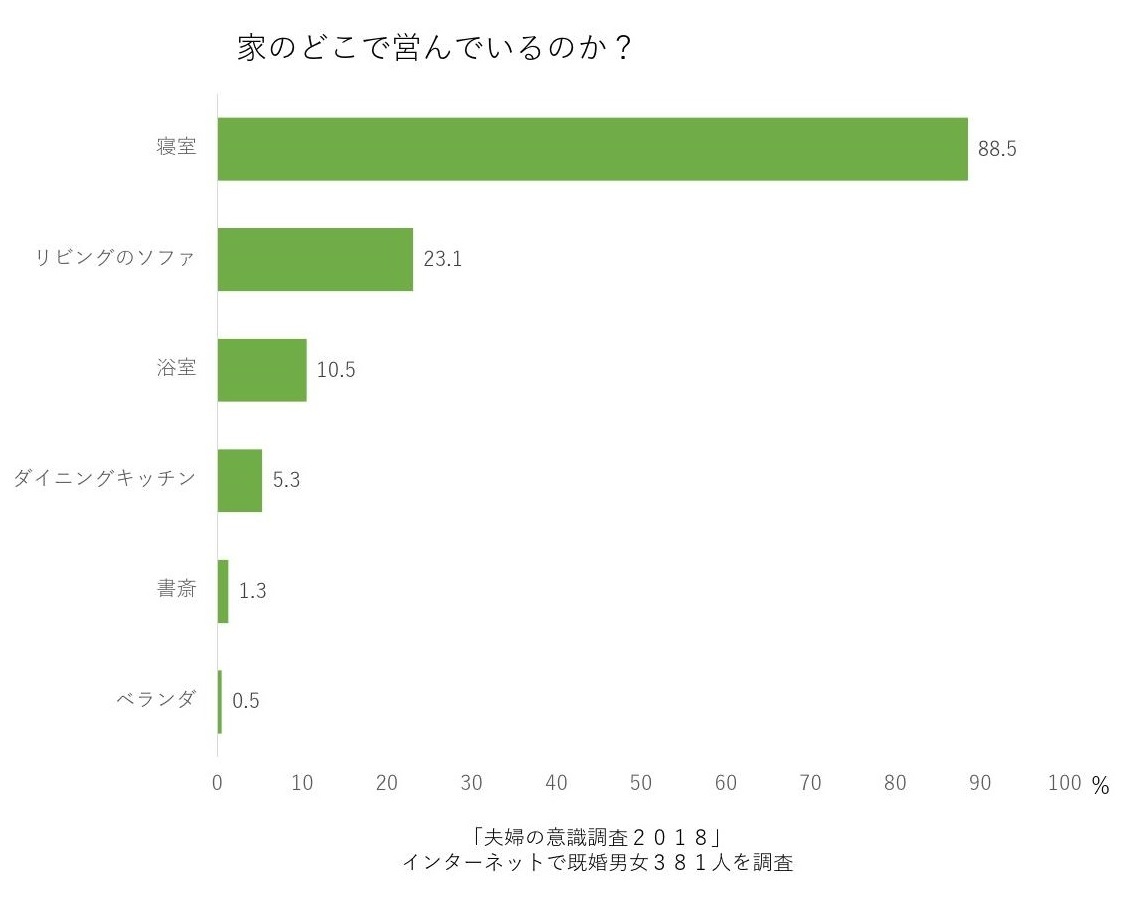 家のどこで営んでいるのか？
寝室
88.5
リビングのソファ
23.1
浴室
10.5
ダイニングキッチン
5.3
書斎
1.3
ベランダ
0.5
0 10 20 30 40 50 60 70 80 90 100 %
「夫婦の意識調査２０１８」
インターネットで既婚男女３８１人を調査